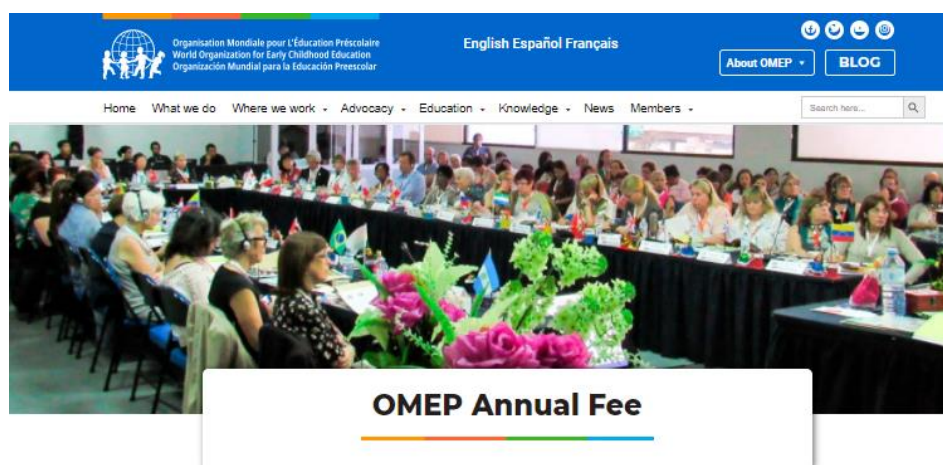 Organisation Mondiale pour L'Éducation Préscolaire
World Organization for Early Childhood Education
Organización Mundial para la Educación Preescolar
English Español Français
About OMEP
BLOG
Home What we do Where we work Advocacy Education Knowledge News Members
Search here...
OMEP Annual Fee